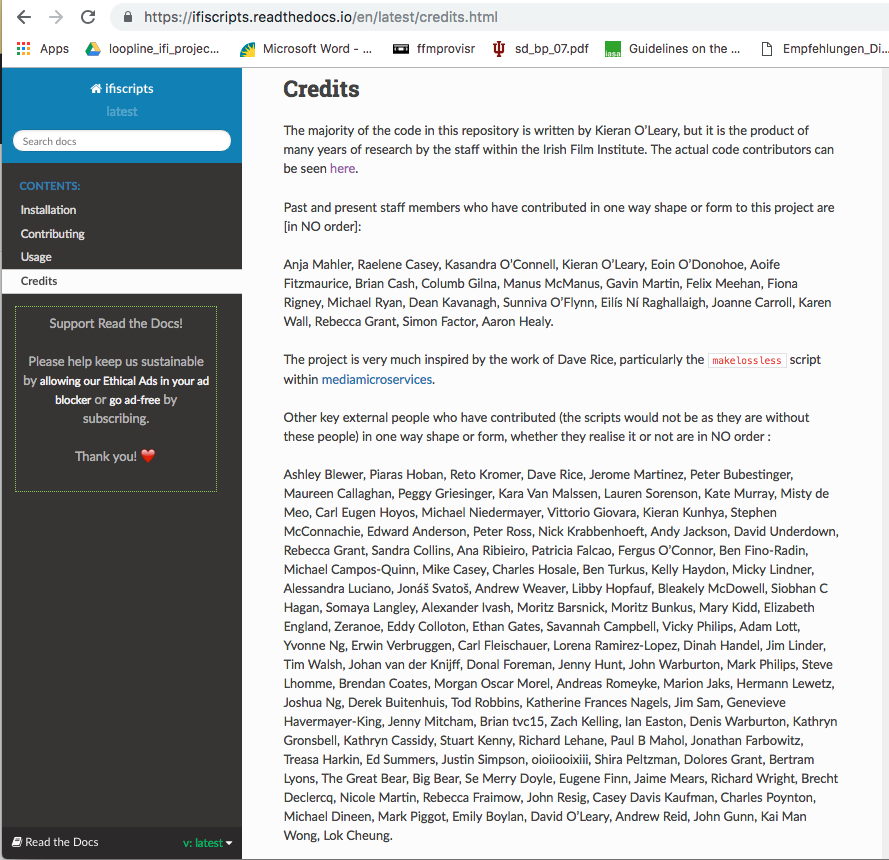 https://ifiscripts.readthedocs.io/en/latest/credits.html
Apps
loopline_ifi_projec...
Microsoft Word - ...
ffmprovisr
sd_bp_07.pdf
iasa
Guidelines on the ...
Empfehlungen_Di...
ifiscripts
latest
Search docs
CONTENTS:
Installation
Contributing
Usage
Credits
Support Read the Docs!
Please help keep us sustainable
by allowing our Ethical Ads in your ad
blocker or go ad-free by
subscribing.
Thank you! ❤️
Read the Docs
v: latest
Credits
The majority of the code in this repository is written by Kieran O’Leary, but it is the product of
many years of research by the staff within the Irish Film Institute. The actual code contributors can
be seen here.
Past and present staff members who have contributed in one way shape or form to this project are
[in NO order]:
Anja Mahler, Raelene Casey, Kasandra O’Connell, Kieran O’Leary, Eoin O’Donohoe, Aoife
Fitzmaurice, Brian Cash, Columb Gilna, Manus McManus, Gavin Martin, Felix Meehan, Fiona
Rigney, Michael Ryan, Dean Kavanagh, Sunniva O’Flynn, Eilís Ní Raghallaigh, Joanne Carroll, Karen
Wall, Rebecca Grant, Simon Factor, Aaron Healy.
The project is very much inspired by the work of Dave Rice, particularly the makelossless script
within mediamicroservices.
Other key external people who have contributed (the scripts would not be as they are without
these people) in one way shape or form, whether they realise it or not are in NO order :
Ashley Blewer, Piaras Hoban, Reto Kromer, Dave Rice, Jerome Martinez, Peter Bubestinger,
Maureen Callaghan, Peggy Griesinger, Kara Van Malssen, Lauren Sorenson, Kate Murray, Misty de
Meo, Carl Eugen Hoyos, Michael Niedermayer, Vittorio Giovara, Kieran Kunhya, Stephen
McConnachie, Edward Anderson, Peter Ross, Nick Krabbenhoeft, Andy Jackson, David Underdown,
Rebecca Grant, Sandra Collins, Ana Ribieiro, Patricia Falcao, Fergus O’Connor, Ben Fino-Radin,
Michael Campos-Quinn, Mike Casey, Charles Hosale, Ben Turkus, Kelly Haydon, Micky Lindner,
Alessandra Luciano, Jonáš Svatoš, Andrew Weaver, Libby Hopfauf, Bleakely McDowell, Siobhan C
Hagan, Somaya Langley, Alexander Ivash, Moritz Barsnick, Moritz Bunkus, Mary Kidd, Elizabeth
England, Zeranoe, Eddy Colloton, Ethan Gates, Savannah Campbell, Vicky Philips, Adam Lott,
Yvonne Ng, Erwin Verbruggen, Carl Fleischauer, Lorena Ramirez-Lopez, Dinah Handel, Jim Linder,
Tim Walsh, Johan van der Knijff, Donal Foreman, Jenny Hunt, John Warburton, Mark Philips, Steve
Lhomme, Brendan Coates, Morgan Oscar Morel, Andreas Romeyke, Marion Jaks, Hermann Lewetz,
Joshua Ng, Derek Buitenhuis, Tod Robbins, Katherine Frances Nagels, Jim Sam, Genevieve
Havermayer-King, Jenny Mitcham, Brian tvc15, Zach Kelling, Ian Easton, Denis Warburton, Kathryn
Gronsbell, Kathryn Cassidy, Stuart Kenny, Richard Lehane, Paul B Mahol, Jonathan Farbowitz,
Treasa Harkin, Ed Summers, Justin Simpson, oioiiooixiii, Shira Peltzman, Dolores Grant, Bertram
Lyons, The Great Bear, Big Bear, Se Merry Doyle, Eugene Finn, Jaime Mears, Richard Wright, Brecht
Declercq, Nicole Martin, Rebecca Fraimow, John Resig, Casey Davis Kaufman, Charles Poynton,
Michael Dineen, Mark Piggot, Emily Boylan, David O’Leary, Andrew Reid, John Gunn, Kai Man
Wong, Lok Cheung.